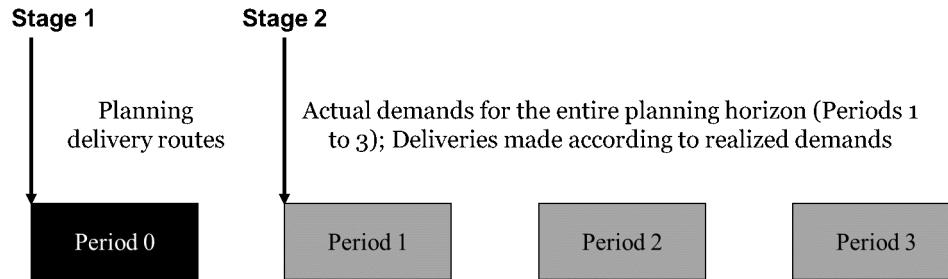 Stage 1
Stage 2
Planning
delivery routes
Actual demands for the entire planning horizon (Periods 1
to 3); Deliveries made according to realized demands
Period 0
Period 1
Period 2
Period 3